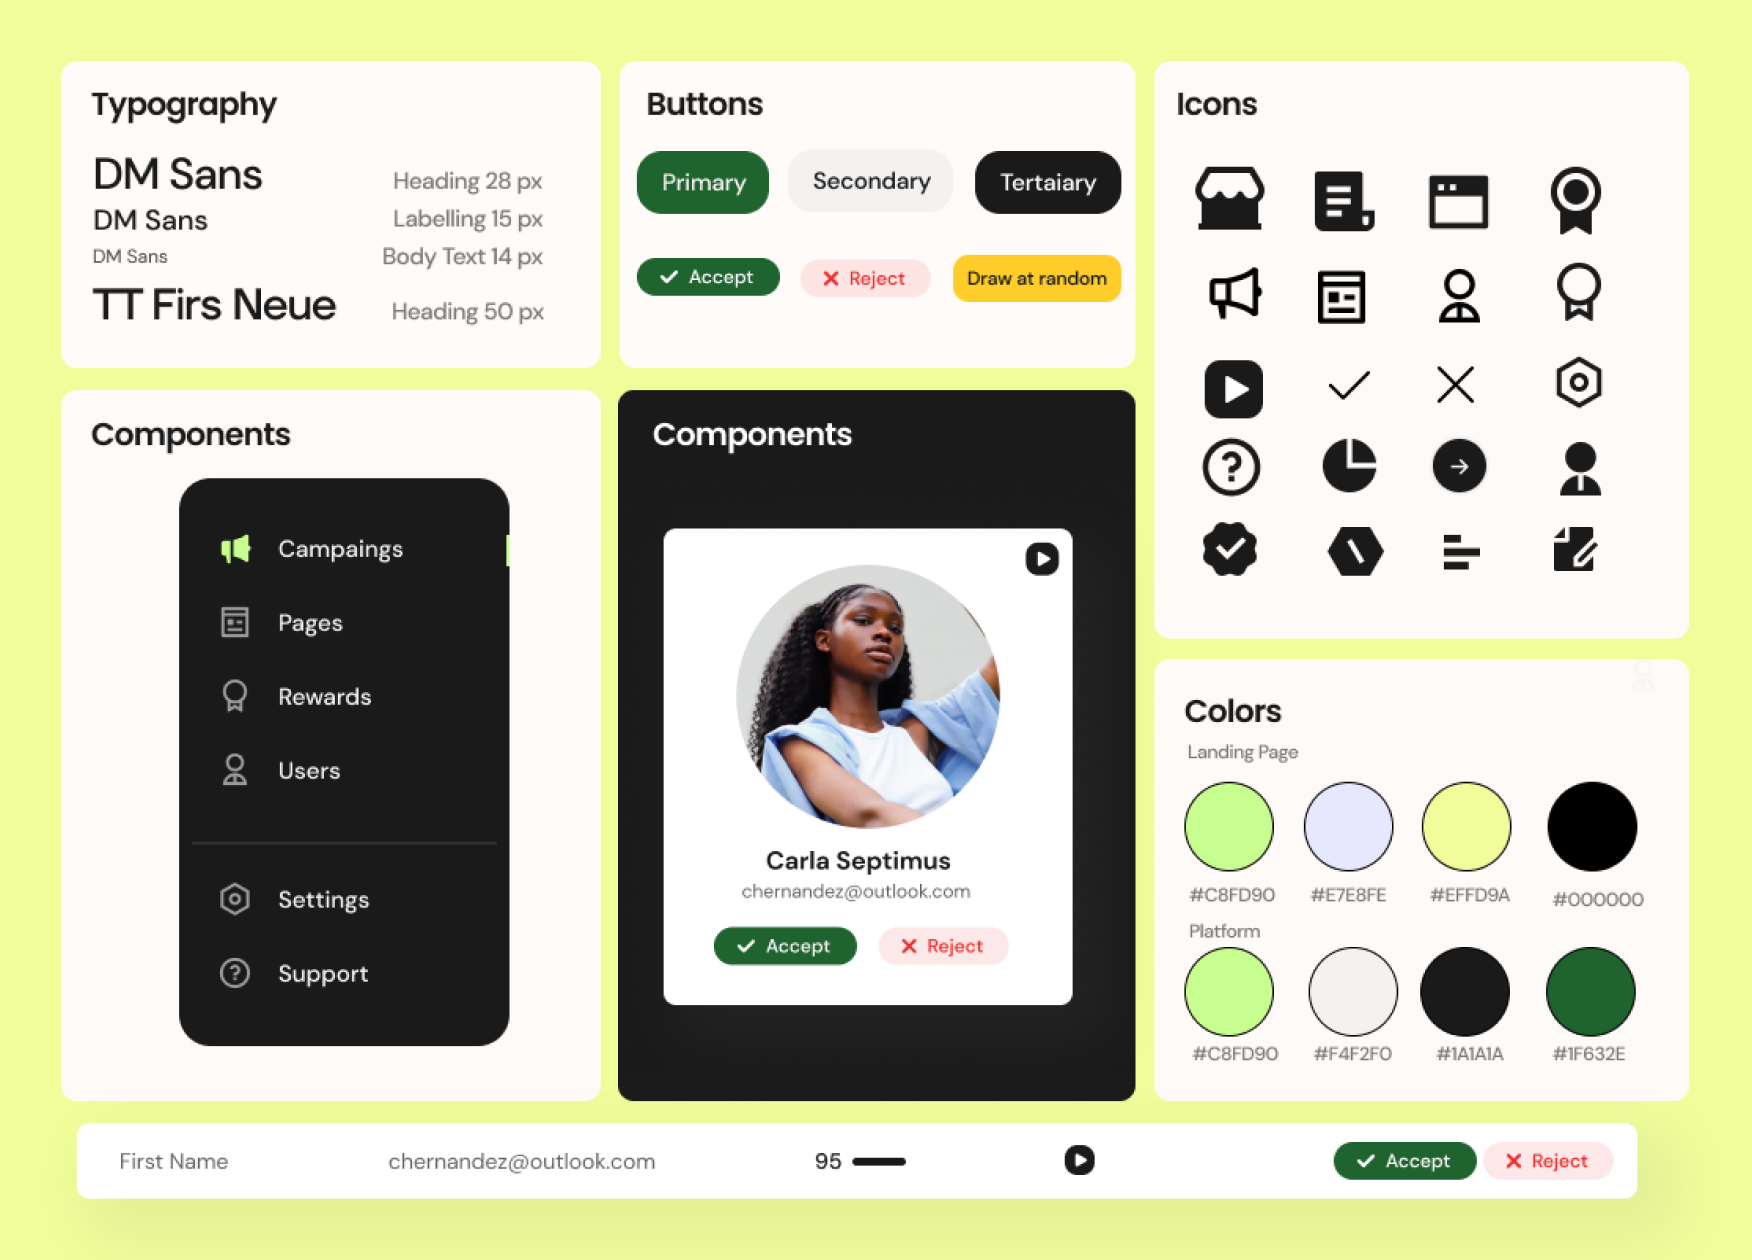 Typography
DM Sans
Heading 28 px
DM Sans
Labelling 15 px
DM Sans
Body Text 14 px
TT Firs Neue
Heading 50 px
Buttons
Primary
Secondary
Tertaiary
Accept
Reject
Draw at random
Icons
Components
Campaings
Pages
Rewards
Users
Settings
Support
Components
Carla Septimus
chernandez@outlook.com
Accept
Reject
Colors
Landing Page
#C8FD90
#E7E8FE
#EFFD9A
#000000
Platform
#C8FD90
#F4F2F0
#1A1A1A
#1F632E
First Name
chernandez@outlook.com
95
Accept
Reject